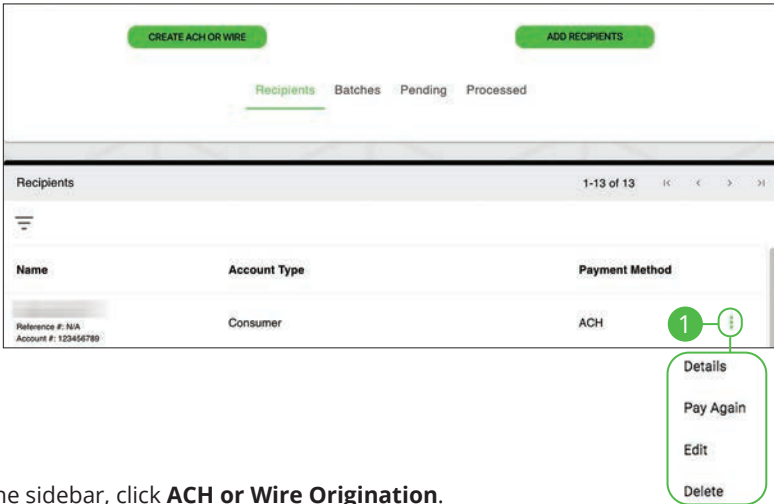 CREATE ACH OR WIRE ADD RECIPIENTS
Recipients Batches Pending Processed
Recipients 1-13 of 13
Name Account Type Payment Method
Reference #: N/A
Account #: 123456789
Consumer ACH 1
Details
Pay Again
Edit
Delete
he sidebar, click ACH or Wire Origination.